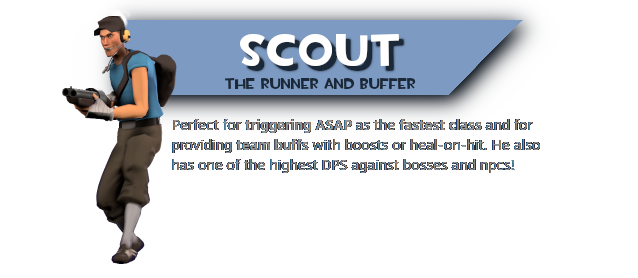 SCOUT
THE RUNNER AND BUFFER
Perfect for triggering ASAP as the fastest class and for
providing team buffs with boosts or heal-on-hit. He also
has one of the highest DPS against bosses and npcs!